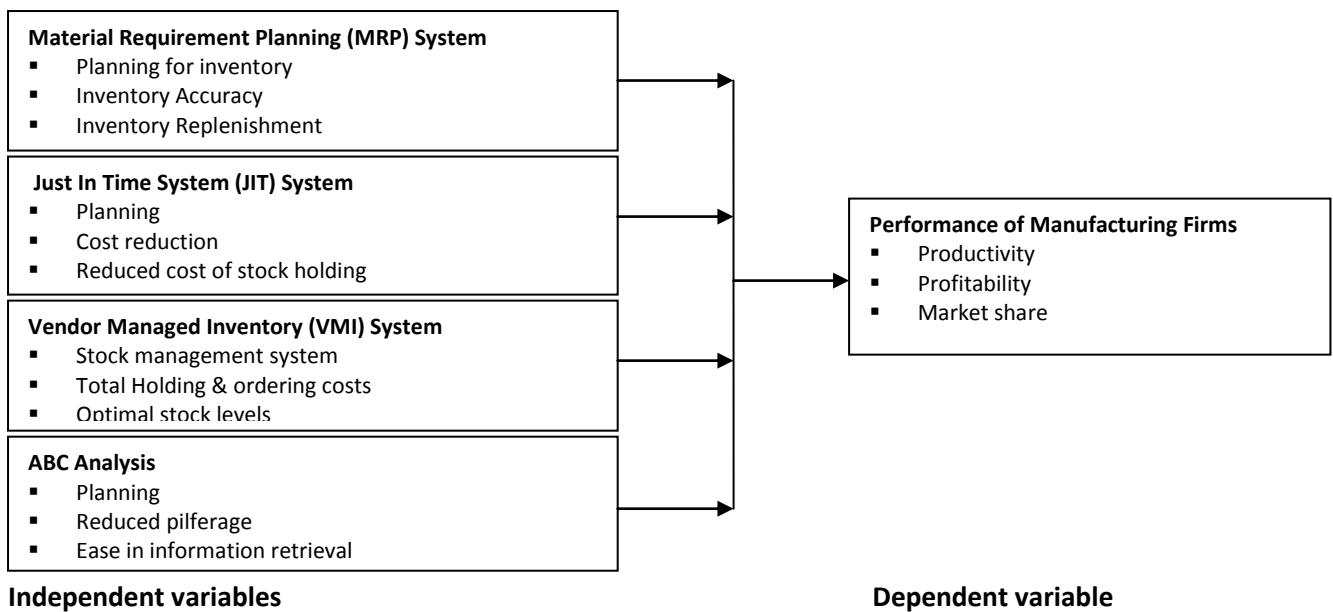 Material Requirement Planning (MRP) System
▪ Planning for inventory
▪ Inventory Accuracy
▪ Inventory Replenishment
Just In Time System (JIT) System
▪ Planning
▪ Cost reduction
▪ Reduced cost of stock holding
Vendor Managed Inventory (VMI) System
▪ Stock management system
▪ Total Holding & ordering costs
▪ Optimal stock levels
ABC Analysis
▪ Planning
▪ Reduced pilferage
▪ Ease in information retrieval
Independent variables
Performance of Manufacturing Firms
▪ Productivity
▪ Profitability
▪ Market share
Dependent variable